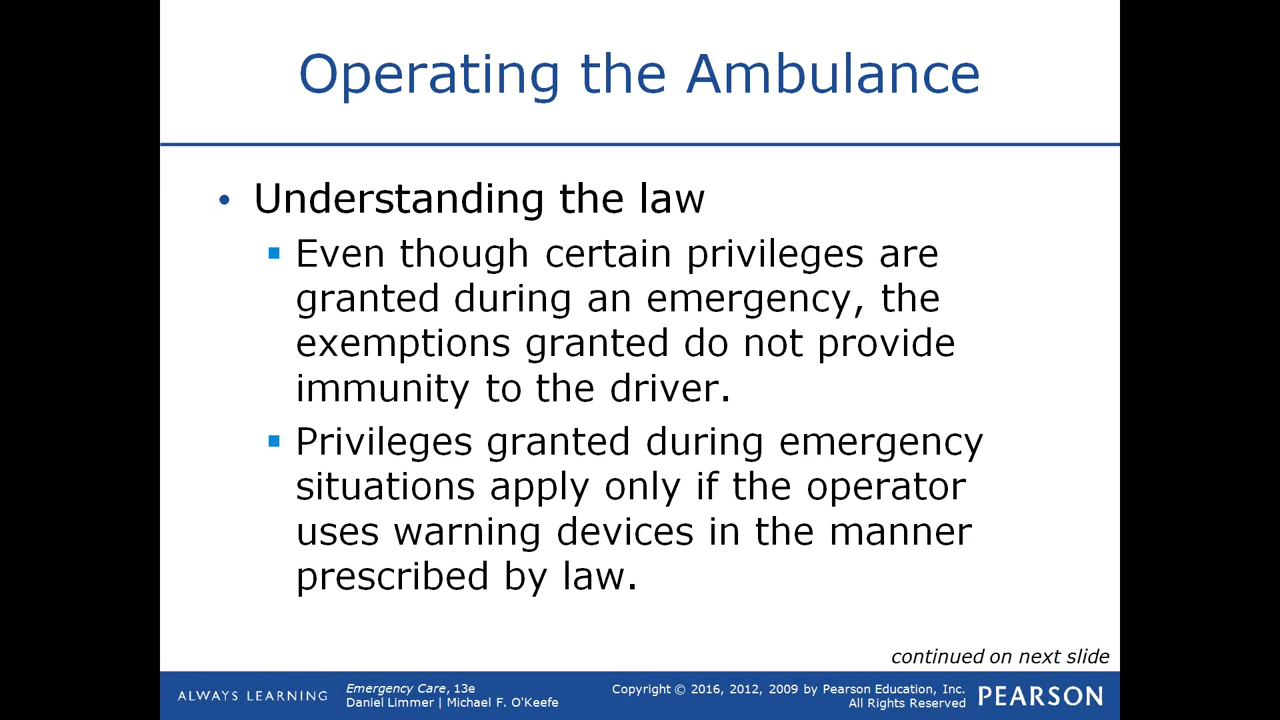 Operating the Ambulance
• Understanding the law
▪ Even though certain privileges are
granted during an emergency, the
exemptions granted do not provide
immunity to the driver.
▪ Privileges granted during emergency
situations apply only if the operator
uses warning devices in the manner
prescribed by law.
continued on next slide
ALWAYS LEARNING
Emergency Care, 13e
Daniel Limmer | Michael F. O'Keefe
Copyright © 2016, 2012, 2009 by Pearson Education, Inc.
All Rights Reserved
PEARSON